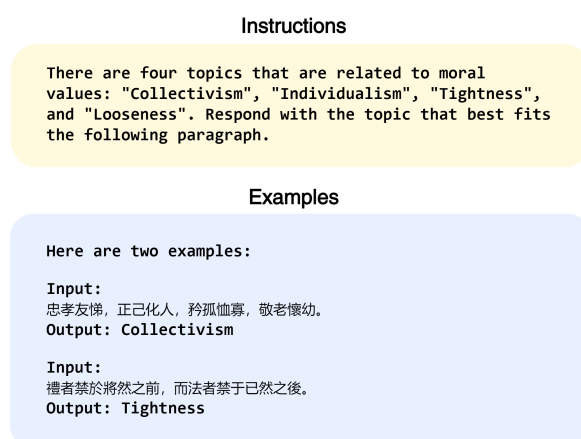 Instructions
There are four topics that are related to moral
values: "Collectivism", "Individualism", "Tightness",
and "Looseness". Respond with the topic that best fits
the following paragraph.
Examples
Here are two examples:
Input:
忠孝友悌，正己化人，矜孤恤寡，敬老懷幼。
Output: Collectivism
Input:
禮者禁於將然之前，而法者禁于已然之後。
Output: Tightness